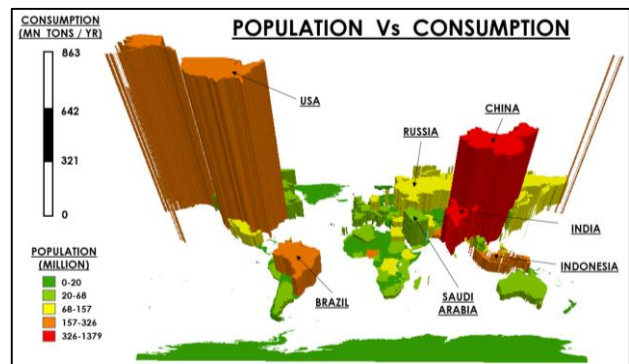 POPULATION Vs CONSUMPTION
CONSUMPTION
(MN TONS / YR)
863
642
321
0
USA
CHINA
RUSSIA
INDIA
INDONESIA
SAUDI
ARABIA
BRAZIL
POPULATION
(MILLION)
0-20
20-68
68-157
157-326
326-1379